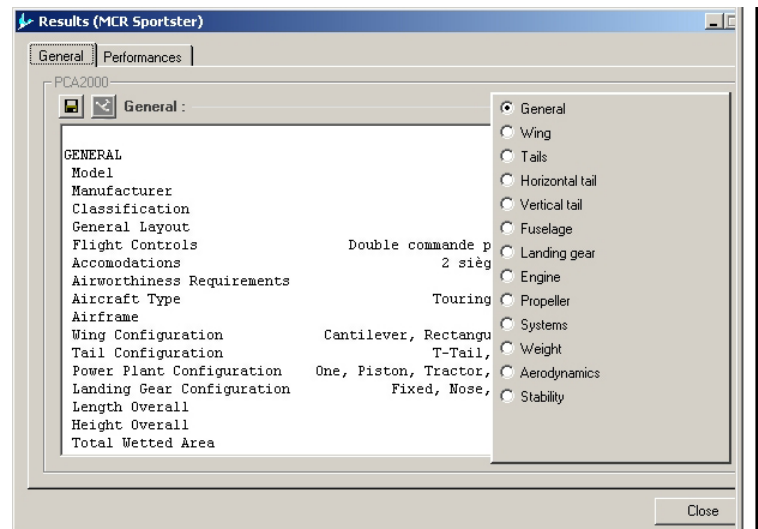 Results (MCR Sportster)
General Performances
PCA2000
General :
GENERAL
Model
Manufacturer
Classification
General Layout
Flight Controls Double commande p
Accomodations 2 sièg
Airworthiness Requirements
Aircraft Type Touring
Airframe
Wing Configuration Cantilever, Rectangu
Tail Configuration T-Tail,
Power Plant Configuration One, Piston, Tractor,
Landing Gear Configuration Fixed, Nose,
Length Overall
Height Overall
Total Wetted Area
General
Wing
Tails
Horizontal tail
Vertical tail
Fuselage
Landing gear
Engine
Propeller
Systems
Weight
Aerodynamics
Stability
Close